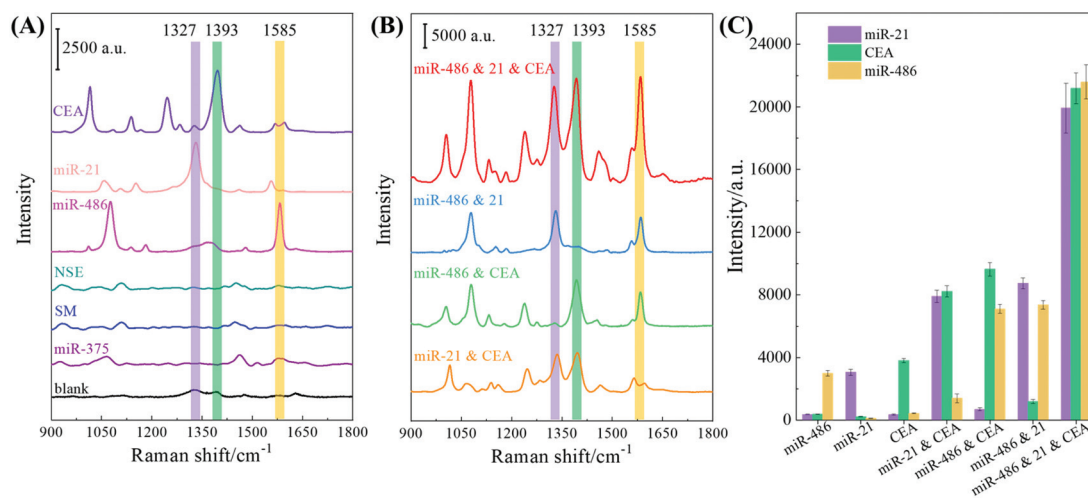 (A)
2500 a.u.
1327 1393 1585
CEA
miR-21
miR-486
NSE
SM
miR-375
blank
Intensity
900 1050 1200 1350 1500 1650 1800
Raman shift/cm-1
(B)
5000 a.u.
1327 1393 1585
miR-486 & 21 & CEA
miR-486 & 21
miR-486 & CEA
miR-21 & CEA
Intensity
900 1050 1200 1350 1500 1650 1800
Raman shift/cm-1
(C)
miR-21
CEA
miR-486
24000
20000
16000
12000
8000
4000
0
Intensity/a.u.
miR-486
miR-21
CEA
miR-21 & CEA
miR-486 & CEA
miR-486 & 21
miR-486 & 21 & CEA